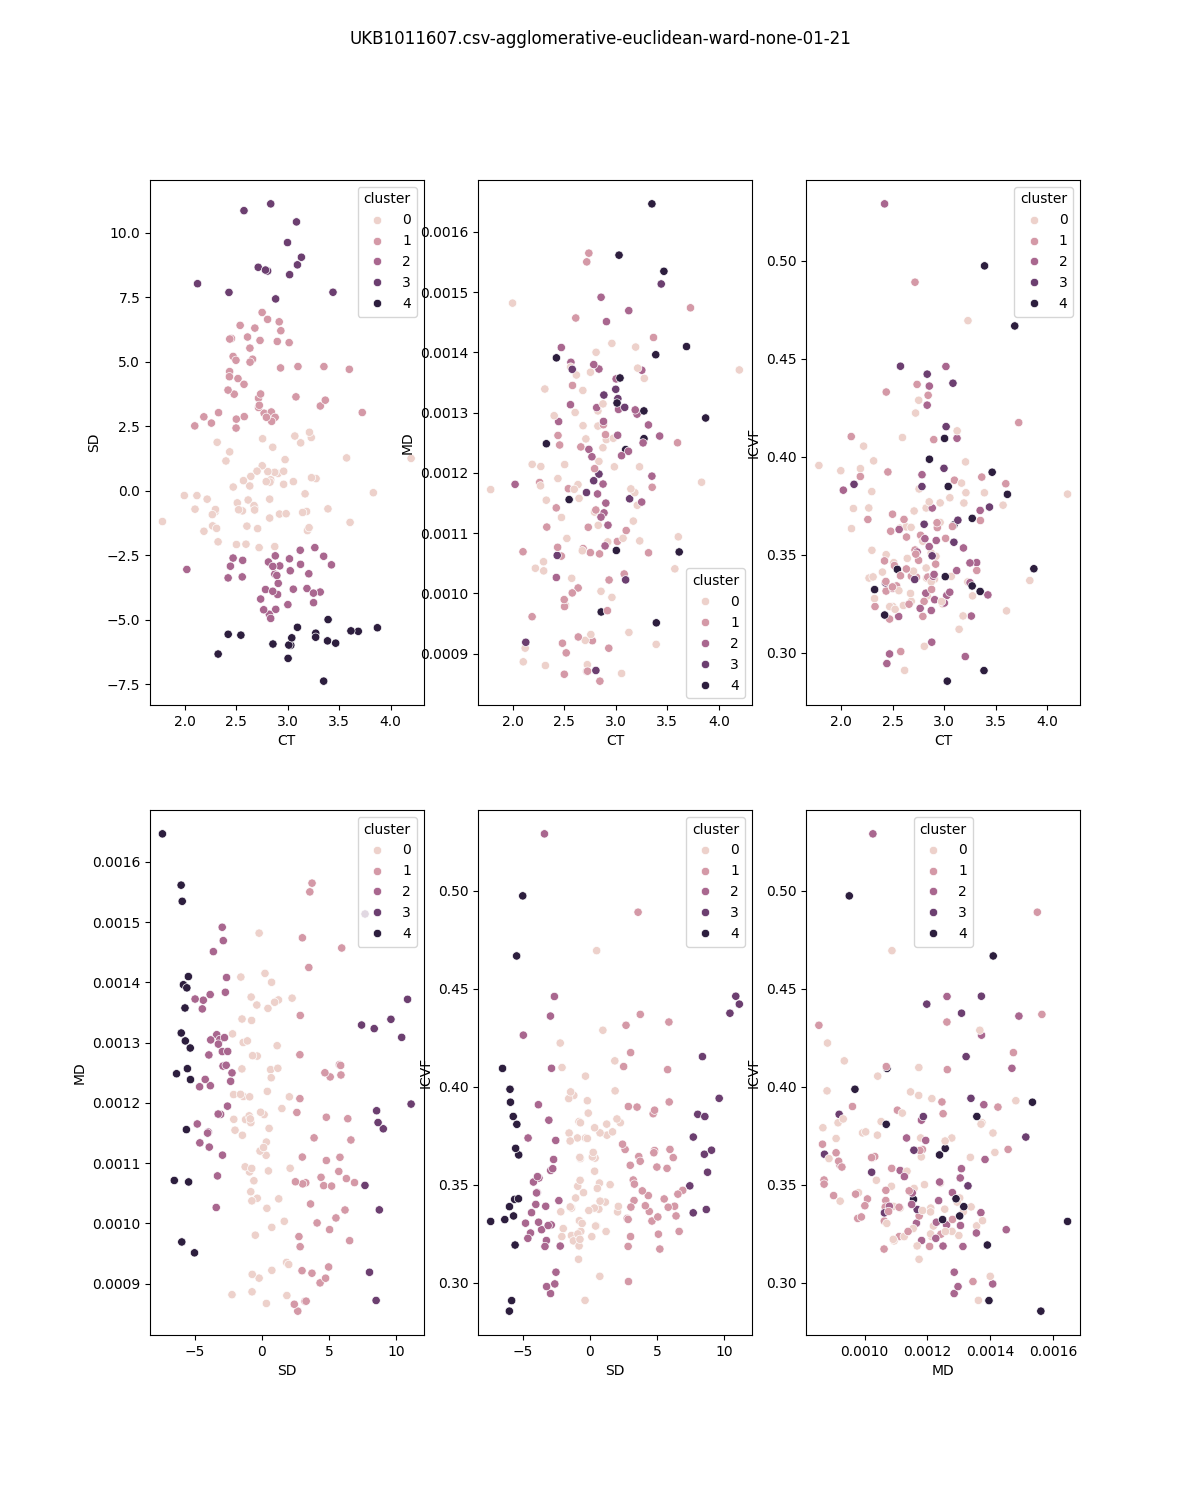 UKB1011607.csv-agglomerative-euclidean-ward-none-01-21
cluster
0
1
2
3
4
10.0
7.5
5.0
2.5
0.0
−2.5
−5.0
−7.5
SD
2.0 2.5 3.0 3.5 4.0
CT
0.0016
0.0015
0.0014
0.0013
0.0012
0.0011
0.0010
0.0009
MD
cluster
0
1
2
3
4
2.0 2.5 3.0 3.5 4.0
CT
cluster
0
1
2
3
4
0.50
0.45
0.40
0.35
0.30
ICVF
2.0 2.5 3.0 3.5 4.0
CT
cluster
0
1
2
3
4
0.0016
0.0015
0.0014
0.0013
0.0012
0.0011
0.0010
0.0009
MD
−5 0 5 10
SD
cluster
0
1
2
3
4
0.50
0.45
0.40
0.35
0.30
ICVF
−5 0 5 10
SD
cluster
0
1
2
3
4
0.50
0.45
0.40
0.35
0.30
ICVF
0.0010 0.0012 0.0014 0.0016
MD